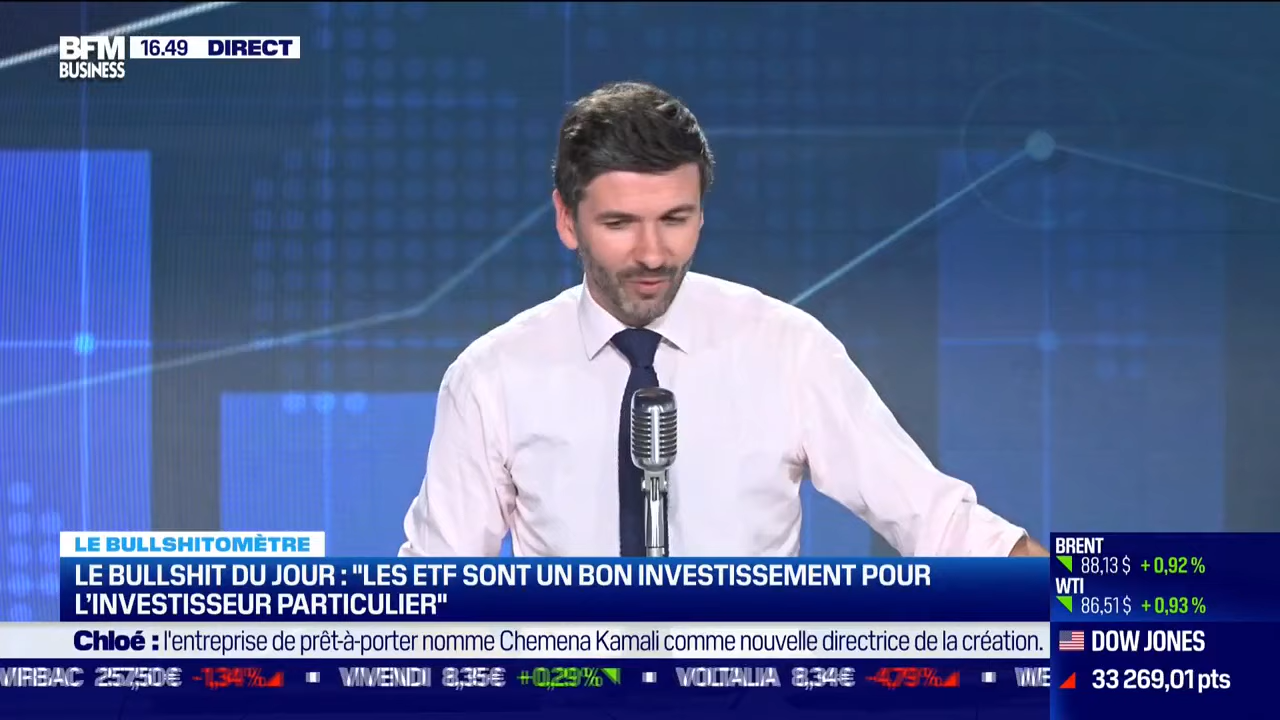 BFM
BUSINESS
16.49 DIRECT
LE BULLSHITOMÈTRE
LE BULLSHIT DU JOUR : "LES ETF SONT UN BON INVESTISSEMENT POUR
L'INVESTISSEUR PARTICULIER"
BRENT
88,13 $ +0,92 %
WTI
86,51 $ +0,93 %
Chloé : l'entreprise de prêt-à-porter nomme Chemena Kamali comme nouvelle directrice de la création.
DOW JONES
33 269,01 pts
VIRBAC 257,50€ -1,34% VIVENDI 8,35€ +0,29% VOLTALIA 8,34€ -4,79% WE